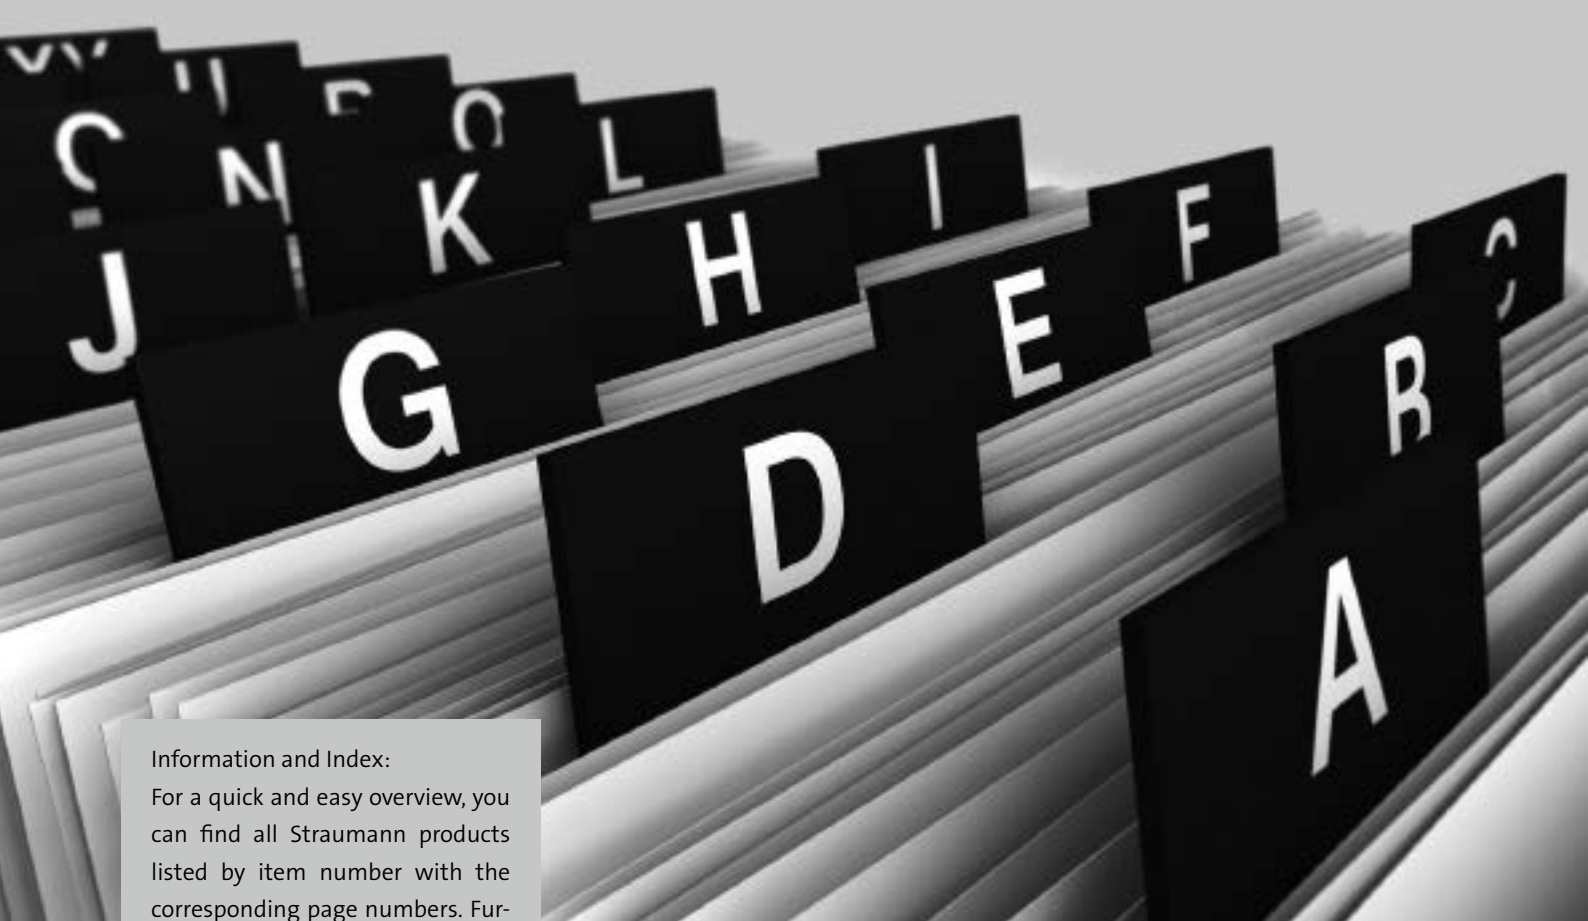 U
R
O
L
I
F
C
N
K
H
E
B
J
G
D
A
Information and Index:
For a quick and easy overview, you
can find all Straumann products
listed by item number with the
corresponding page numbers. Fur-